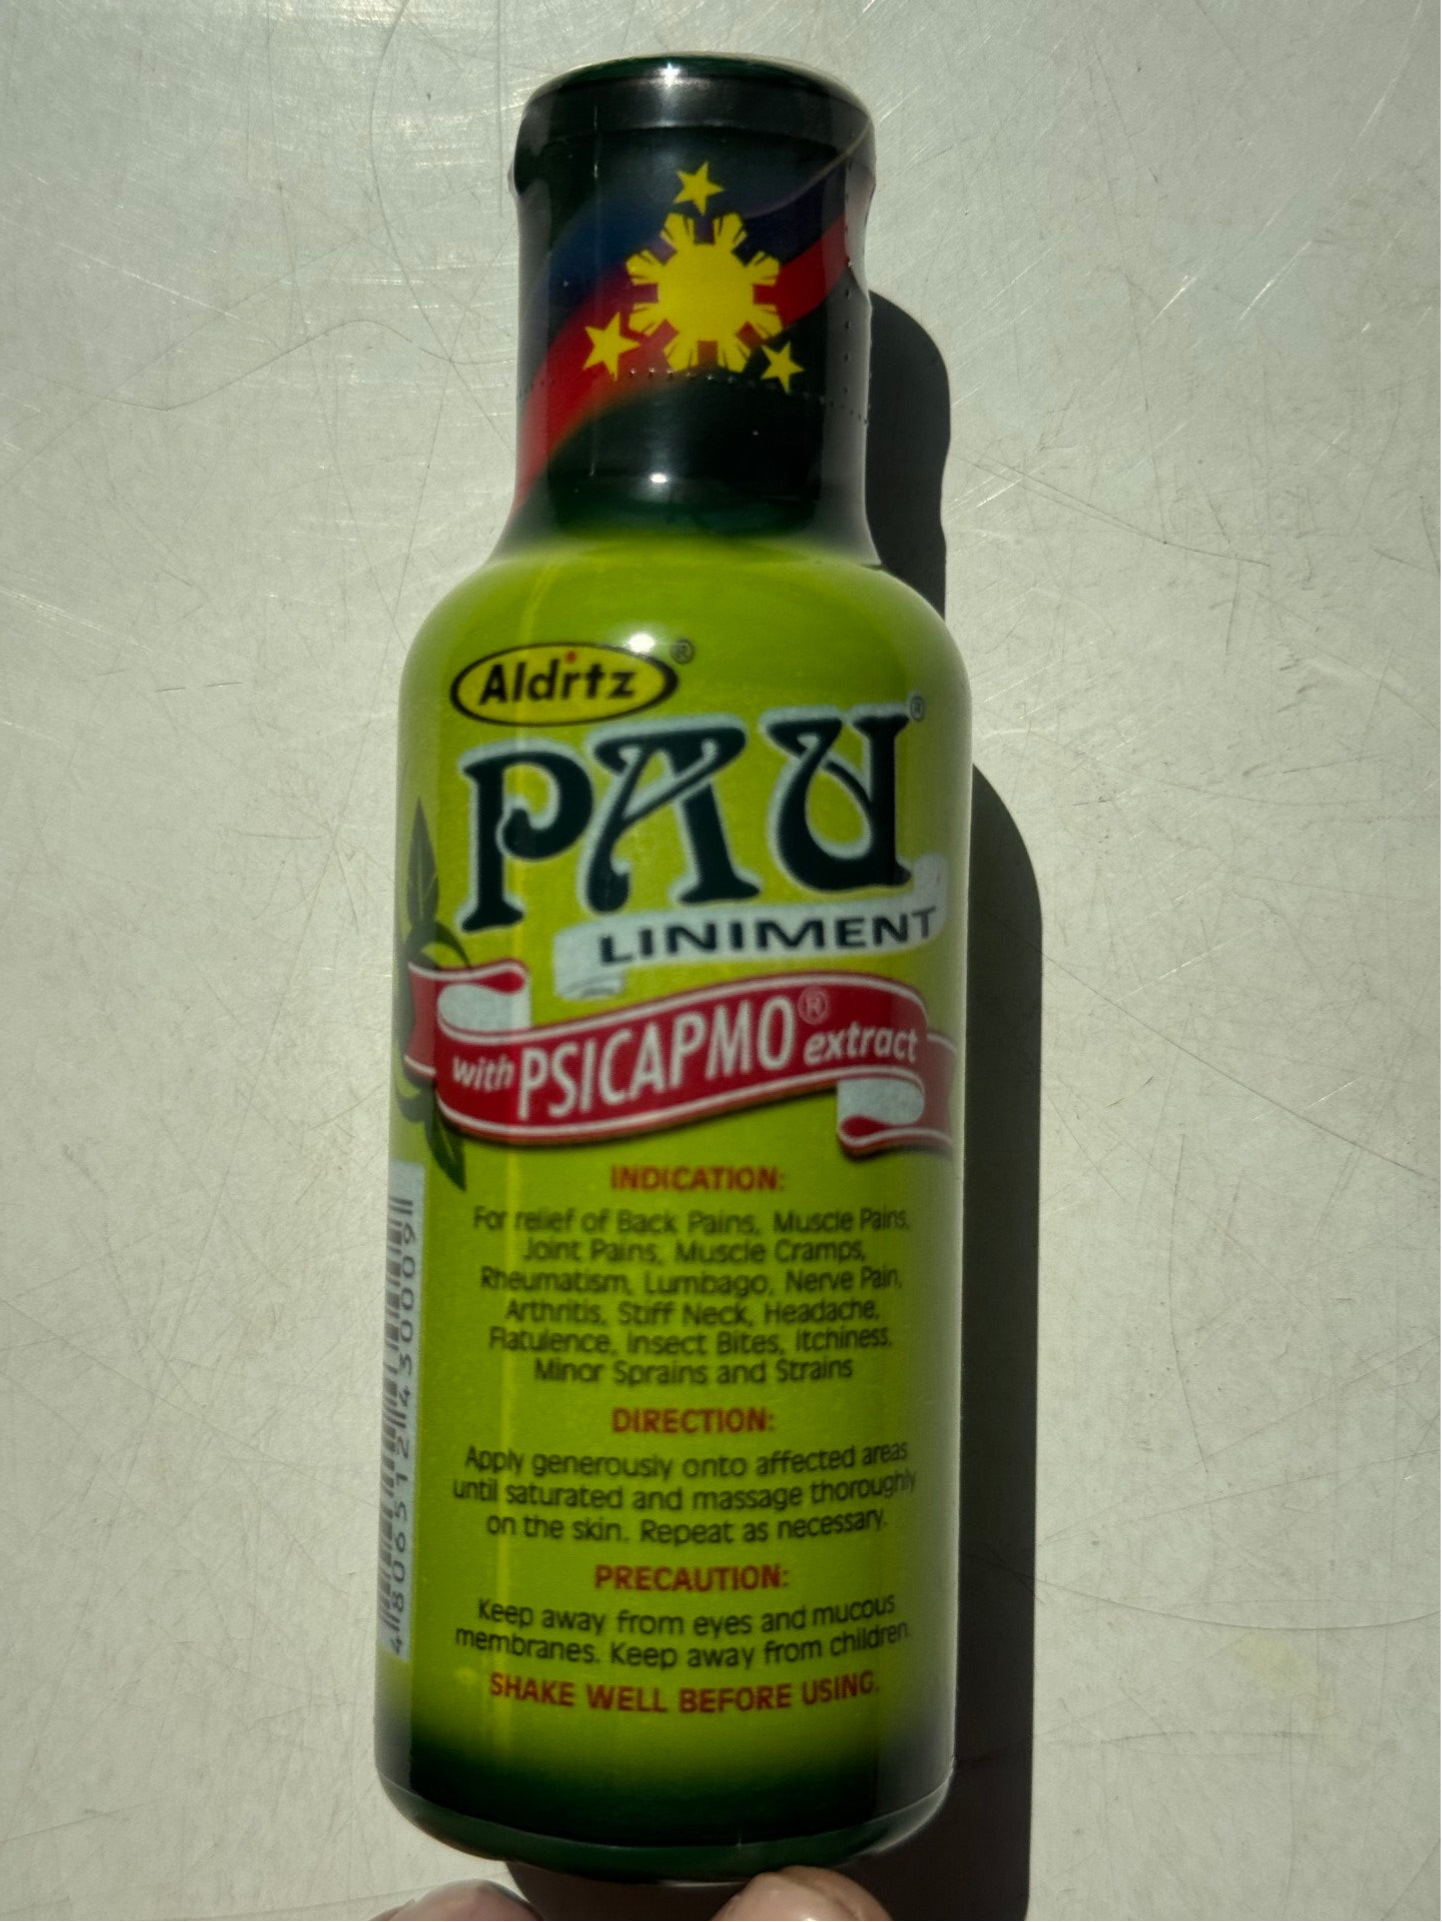 Aldrtz®
PAU®
LINIMENT
with PSICAPMO® extract
INDICATION:
For relief of Back Pains, Muscle Pains,
Joint Pains, Muscle Cramps,
Rheumatism, Lumbago, Nerve Pain,
Arthritis, Stiff Neck, Headache,
Flatulence, Insect Bites, Itchiness,
Minor Sprains and Strains
DIRECTION:
Apply generously onto affected areas
until saturated and massage thoroughly
on the skin. Repeat as necessary.
PRECAUTION:
Keep away from eyes and mucous
membranes. Keep away from children.
SHAKE WELL BEFORE USING.
4806512430009